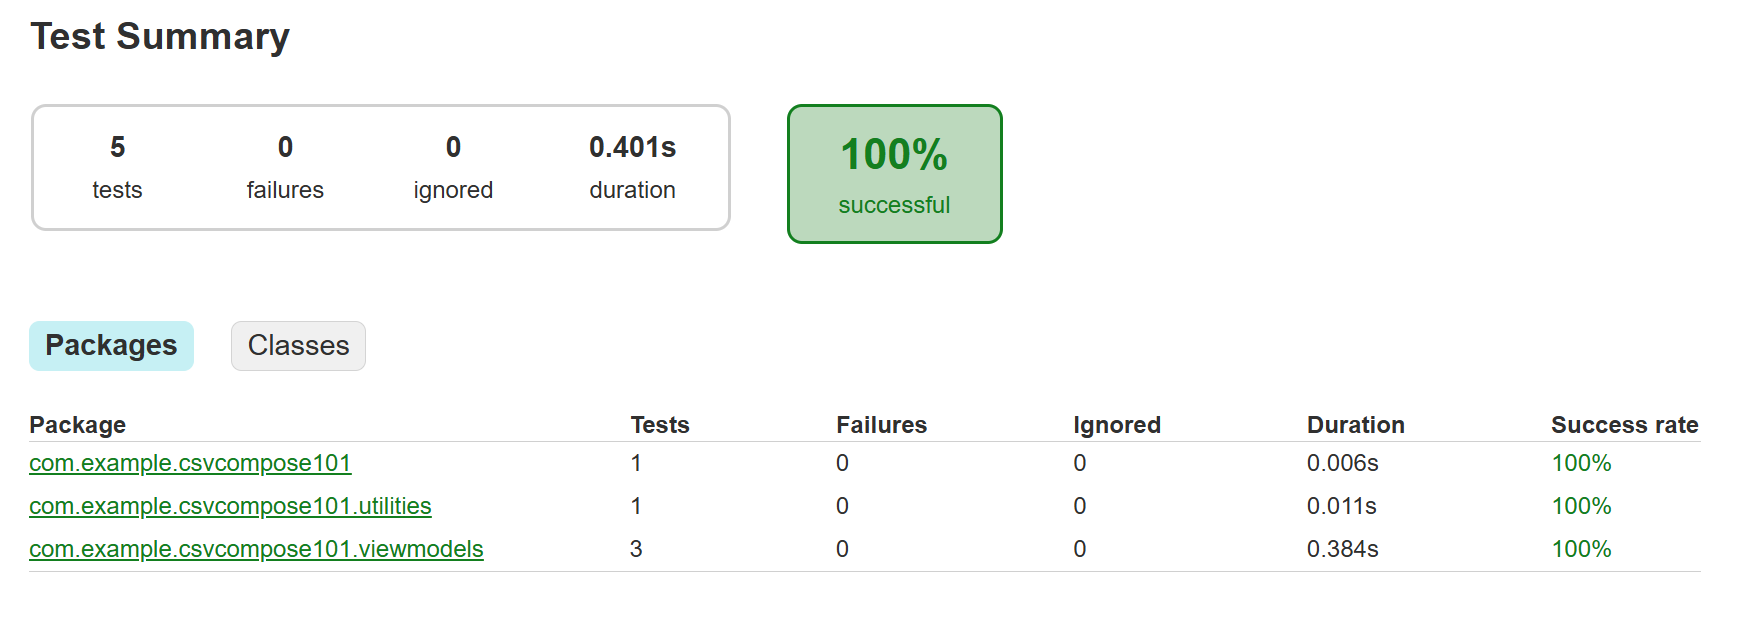 Test Summary
5 0 0 0.401s
tests failures ignored duration
100%
successful
Packages Classes
Package Tests Failures Ignored Duration Success rate
com.example.csvcompose101 1 0 0 0.006s 100%
com.example.csvcompose101.utilities 1 0 0 0.011s 100%
com.example.csvcompose101.viewmodels 3 0 0 0.384s 100%